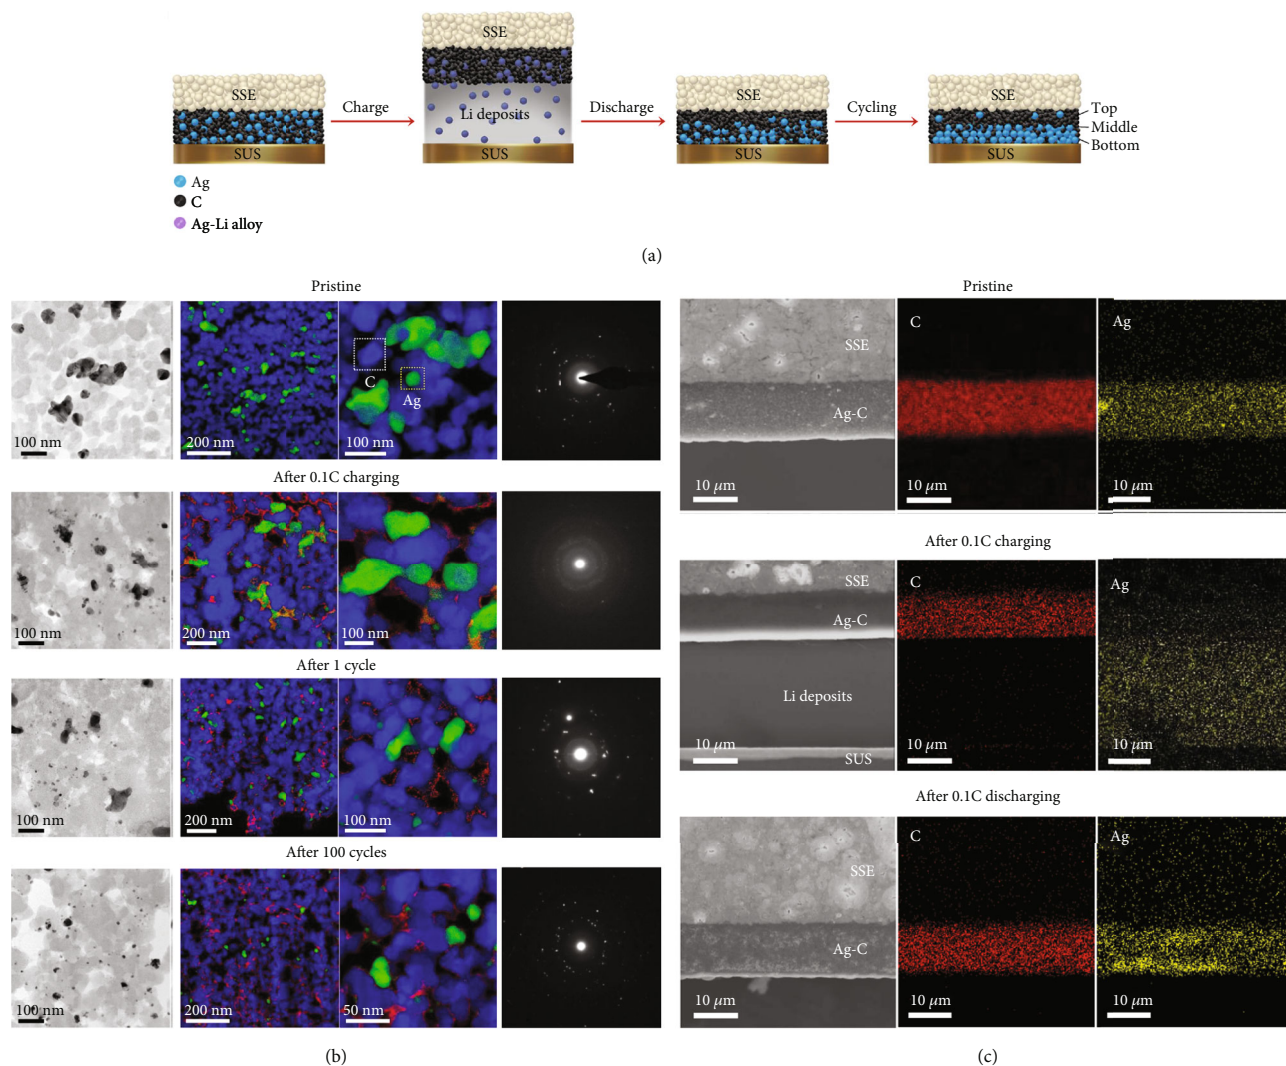 SSE
SUS
Charge
SSE
Li deposits
SUS
Discharge
SSE
SUS
Cycling
SSE
SUS
Top
Middle
Bottom
Ag
C
Ag-Li alloy
(a)
Pristine
100 nm
200 nm
C
Ag
100 nm
After 0.1C charging
100 nm
200 nm
100 nm
After 1 cycle
100 nm
200 nm
100 nm
After 100 cycles
100 nm
200 nm
50 nm
(b)
Pristine
SSE
Ag-C
10 µm
C
10 µm
Ag
10 µm
After 0.1C charging
SSE
Ag-C
Li deposits
10 µm
SUS
C
10 µm
Ag
10 µm
After 0.1C discharging
SSE
Ag-C
10 µm
C
10 µm
Ag
10 µm
(c)